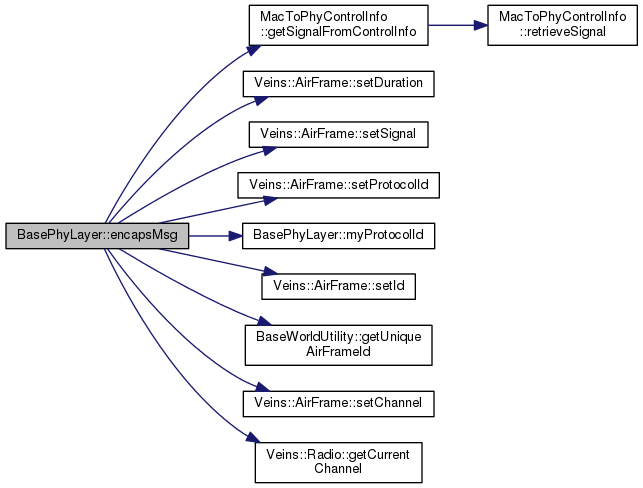 BasePhyLayer::encapsMsg
MacToPhyControlInfo
::getSignalFromControlInfo
MacToPhyControlInfo
::retrieveSignal
Veins::AirFrame::setDuration
Veins::AirFrame::setSignal
Veins::AirFrame::setProtocolId
BasePhyLayer::myProtocolId
Veins::AirFrame::setId
BaseWorldUtility::getUnique
AirFrameId
Veins::AirFrame::setChannel
Veins::Radio::getCurrent
Channel